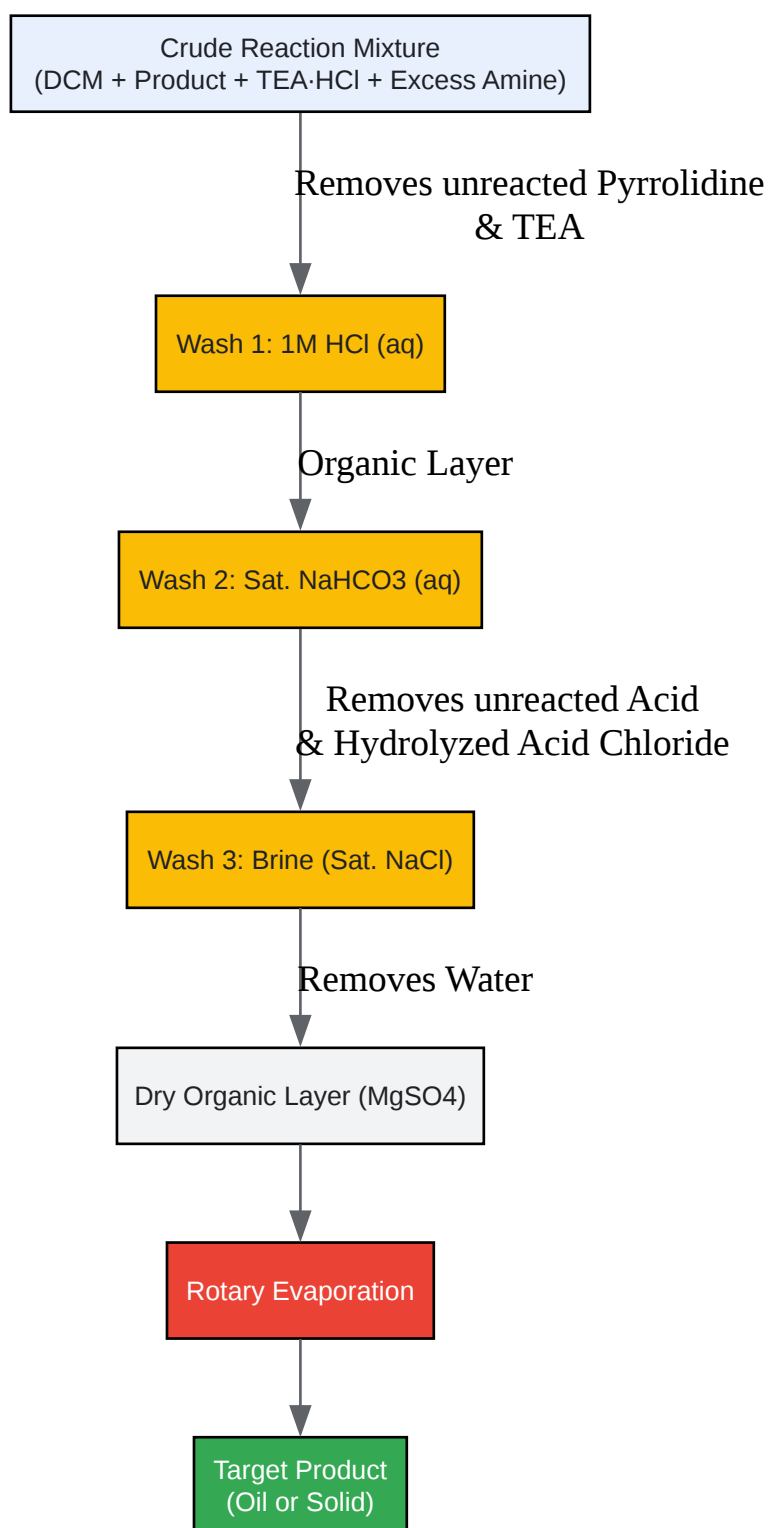 Crude Reaction Mixture
(DCM + Product + TEA·HCl + Excess Amine)
Removes unreacted Pyrrolidine
& TEA
Wash 1: 1M HCl (aq)
Organic Layer
Wash 2: Sat. NaHCO3 (aq)
Removes unreacted Acid
& Hydrolyzed Acid Chloride
Wash 3: Brine (Sat. NaCl)
Removes Water
Dry Organic Layer (MgSO4)
Rotary Evaporation
Target Product
(Oil or Solid)